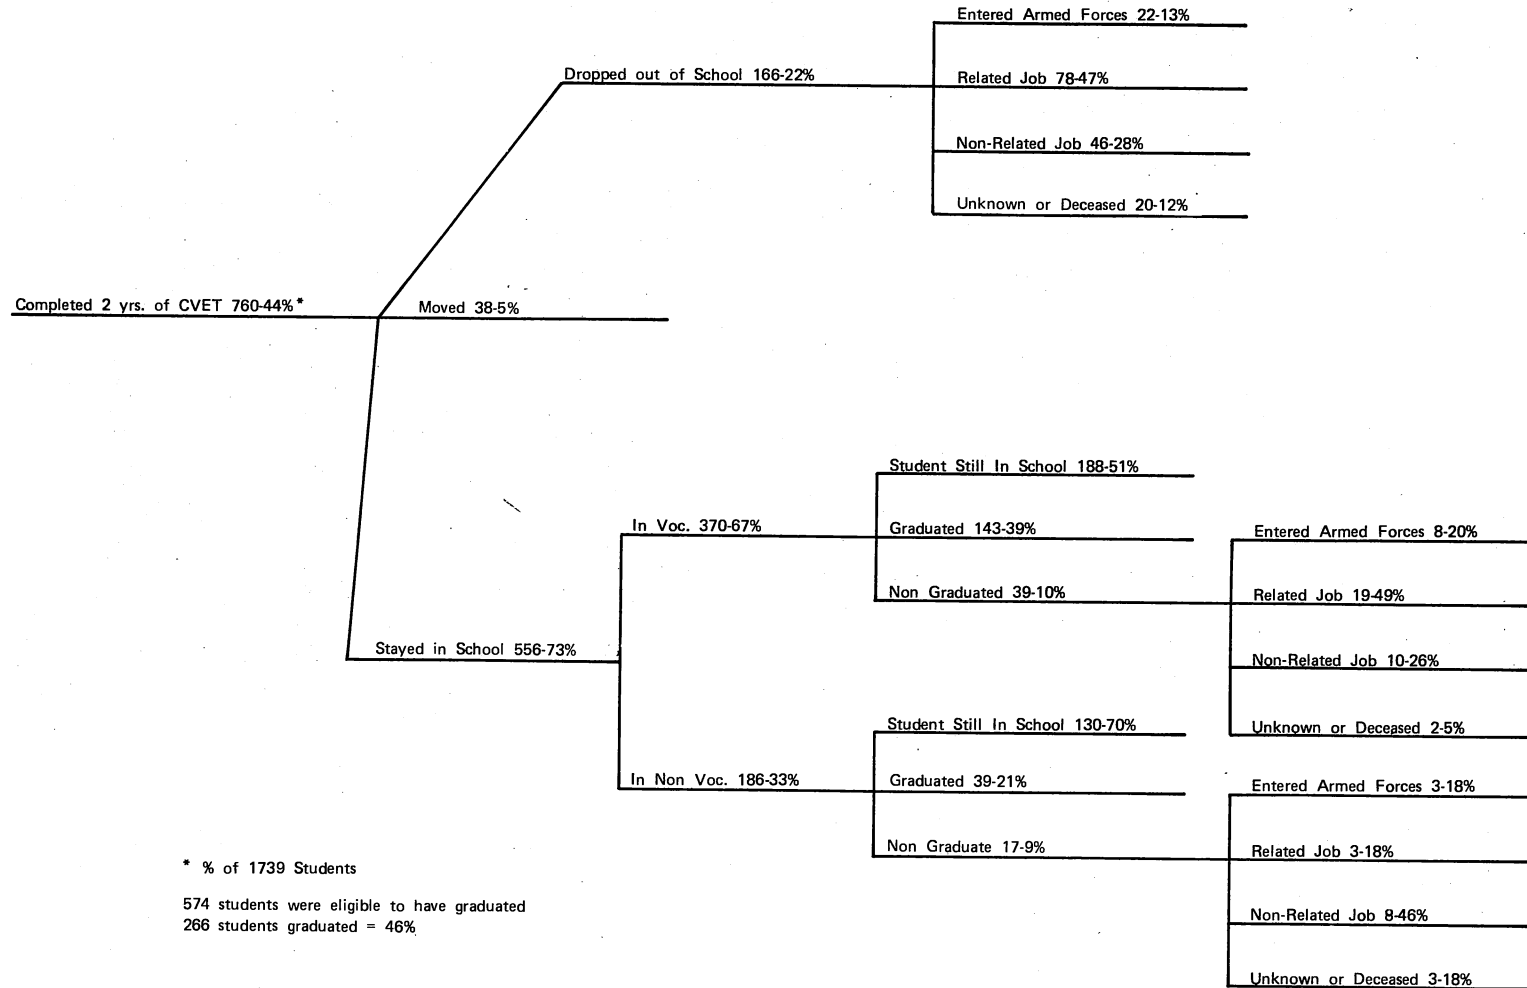 Entered Armed Forces 22-13%
Dropped out of School 166-22%
Related Job 78-47%
Non-Related Job 46-28%
Unknown or Deceased 20-12%
Completed 2 yrs. of CVET 760-44%*
Moved 38-5%
Student Still In School 188-51%
In Voc. 370-67%
Graduated 143-39%
Entered Armed Forces 8-20%
Non Graduated 39-10%
Related Job 19-49%
Stayed in School 556-73%
Non-Related Job 10-26%
Student Still In School 130-70%
Unknown or Deceased 2-5%
In Non Voc. 186-33%
Graduated 39-21%
Entered Armed Forces 3-18%
Non Graduate 17-9%
Related Job 3-18%
* % of 1739 Students
574 students were eligible to have graduated
266 students graduated = 46%
Non-Related Job 8-46%
Unknown or Deceased 3-18%